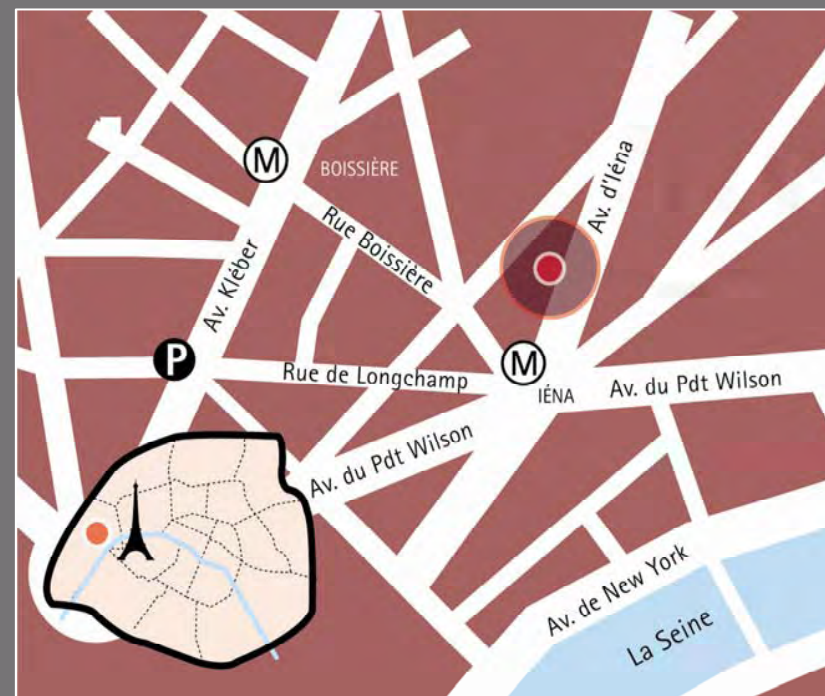 M
BOISSIÈRE
Av. d'Iéna
Rue Boissière
Av. Kléber
P
M
Rue de Longchamp
IÉNA
Av. du Pdt Wilson
Av. du Pdt Wilson
Av. de New York
La Seine